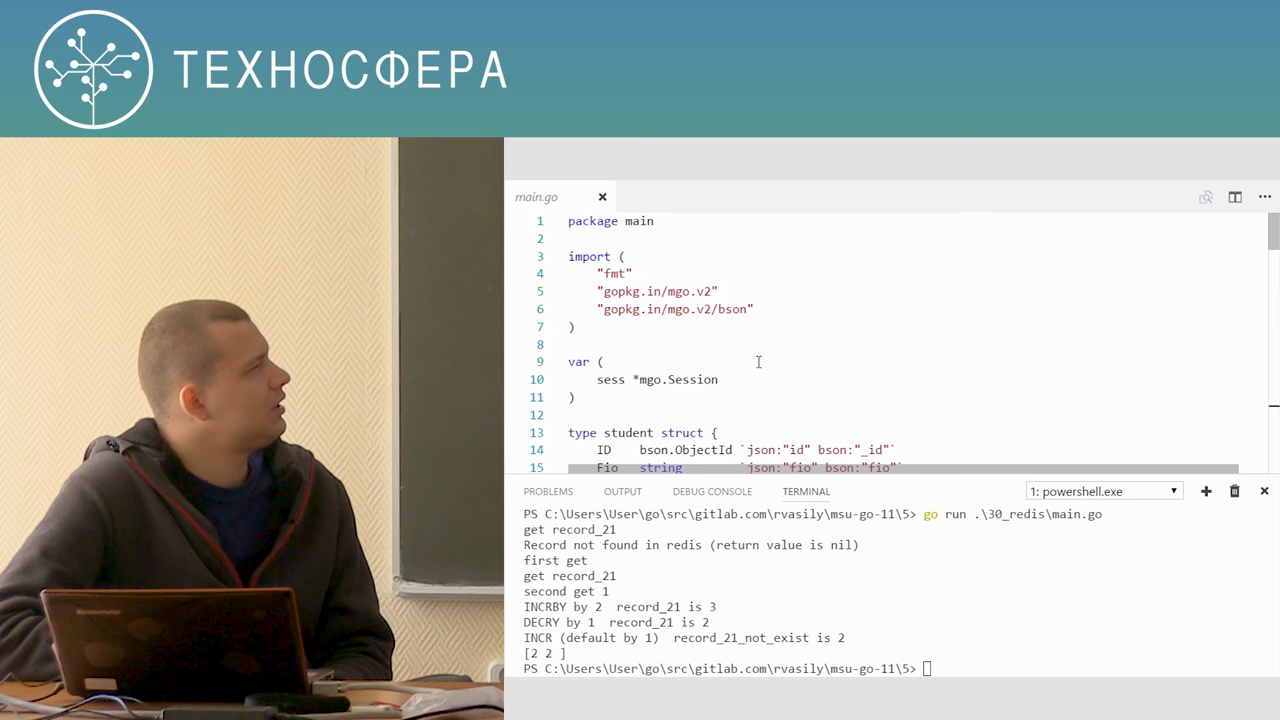 ТЕХНОСФЕРА
main.go
1 package main
2
3 import (
4 "fmt"
5 "gopkg.in/mgo.v2"
6 "gopkg.in/mgo.v2/bson"
7 )
8
9 var (
10 sess *mgo.Session
11 )
12
13 type student struct {
14 ID bson.ObjectId `json:"id" bson:"_id"`
15 Fio string `json:"fio" bson:"fio"`
PROBLEMS OUTPUT DEBUG CONSOLE TERMINAL 1: powershell.exe
PS C:\Users\User\go\src\gitlab.com\rvasily\msu-go-11\5> go run .\30_redis\main.go
get record_21
Record not found in redis (return value is nil)
first get
get record_21
second get 1
INCRBY by 2 record_21 is 3
DECRY by 1 record_21 is 2
INCR (default by 1) record_21_not_exist is 2
[2 2 ]
PS C:\Users\User\go\src\gitlab.com\rvasily\msu-go-11\5>